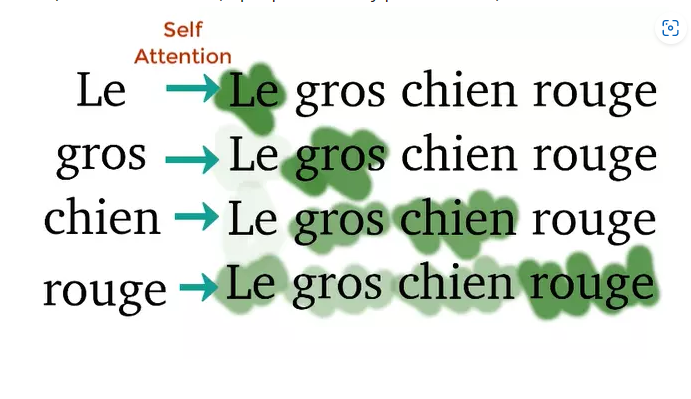 Self
Attention
Le → Le gros chien rouge
gros → Le gros chien rouge
chien → Le gros chien rouge
rouge → Le gros chien rouge